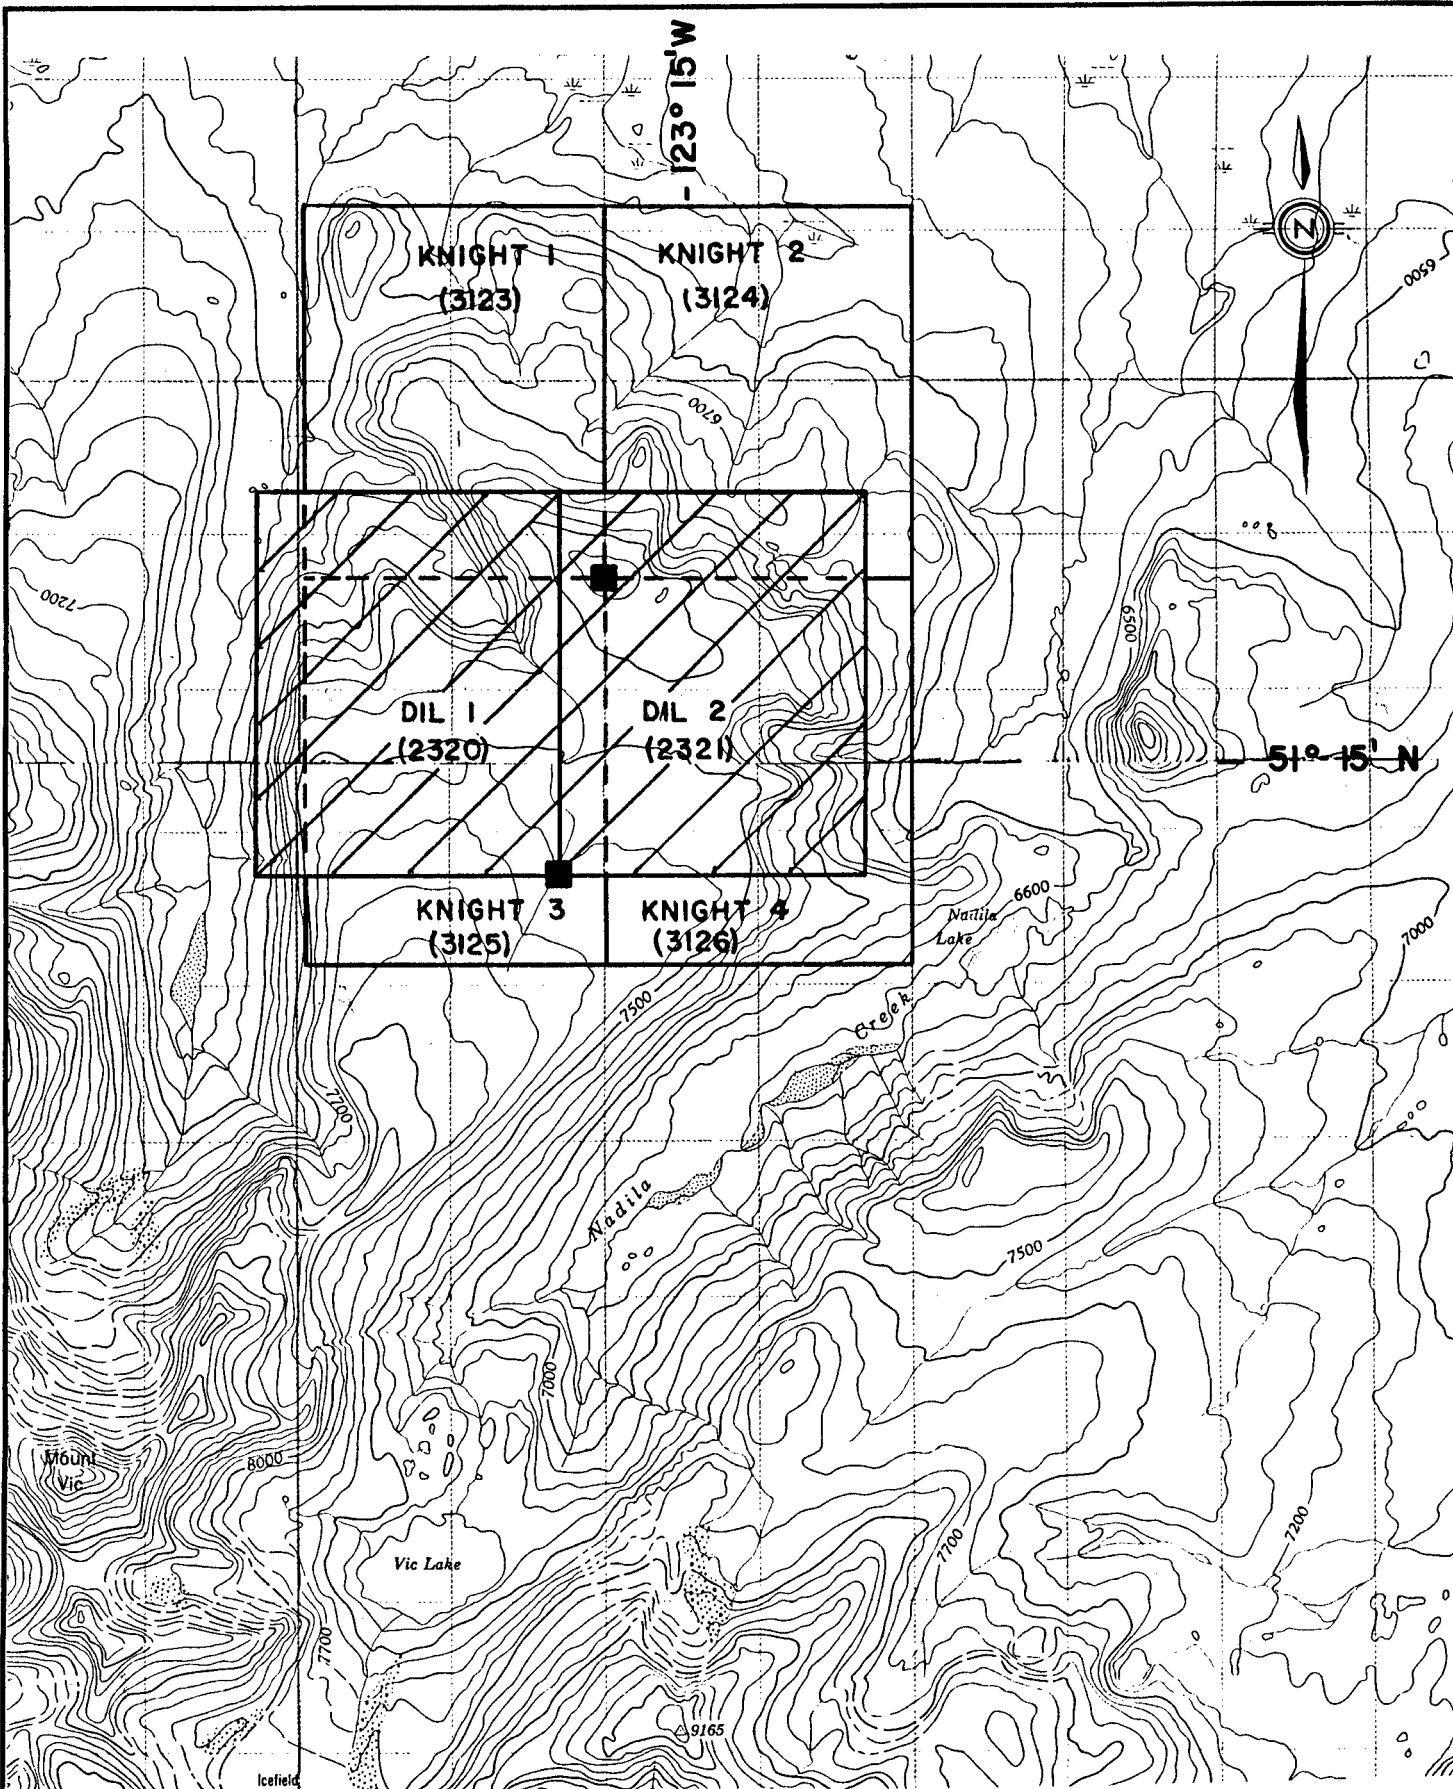 - 123° 15' W
KNIGHT 1
(3123)
KNIGHT 2
(3124)
N
6500
6700
7200
6500
DIL 1
(2320)
DIL 2
(2321)
51° 15' N
KNIGHT 3
(3125)
KNIGHT 4
(3126)
6600
Nadila
Lake
7000
7500
Creek
7700
Nadila
7500
7000
Mount
Vic
8000
7200
7700
Vic Lake
7700
9165
Icefield